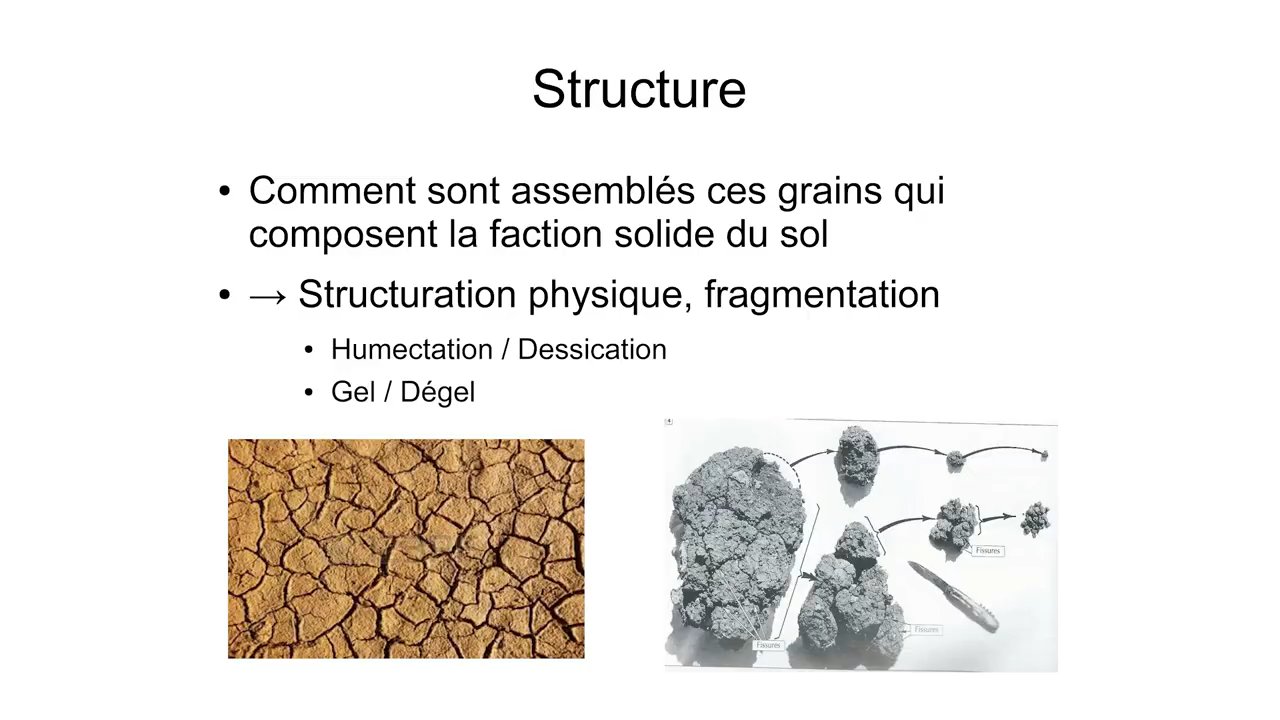 Structure
• Comment sont assemblés ces grains qui
composent la faction solide du sol
• → Structuration physique, fragmentation
• Humectation / Dessication
• Gel / Dégel
4
Fissures
Fissures
Fissures